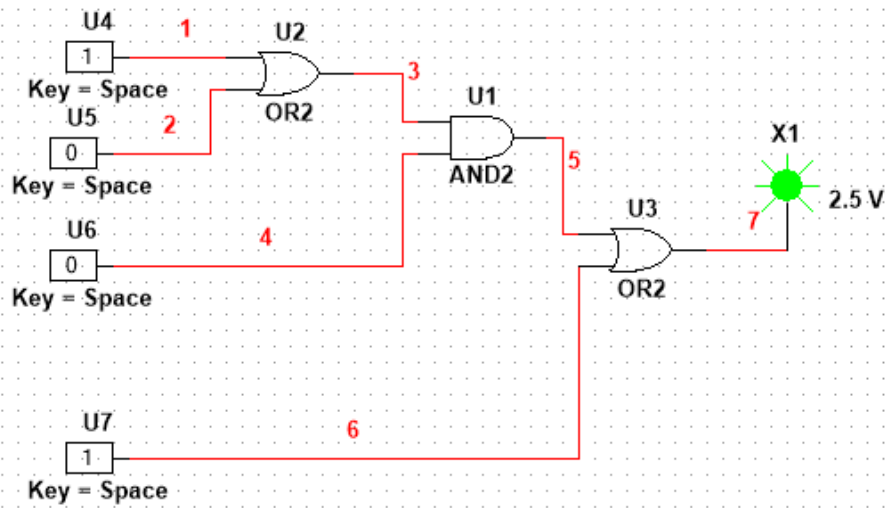 U4
1
1
Key = Space
U2
OR2
U5
0
2
Key = Space
3
U1
AND2
U6
0
4
Key = Space
5
X1
2.5 V
U3
OR2
7
U7
1
6
Key = Space